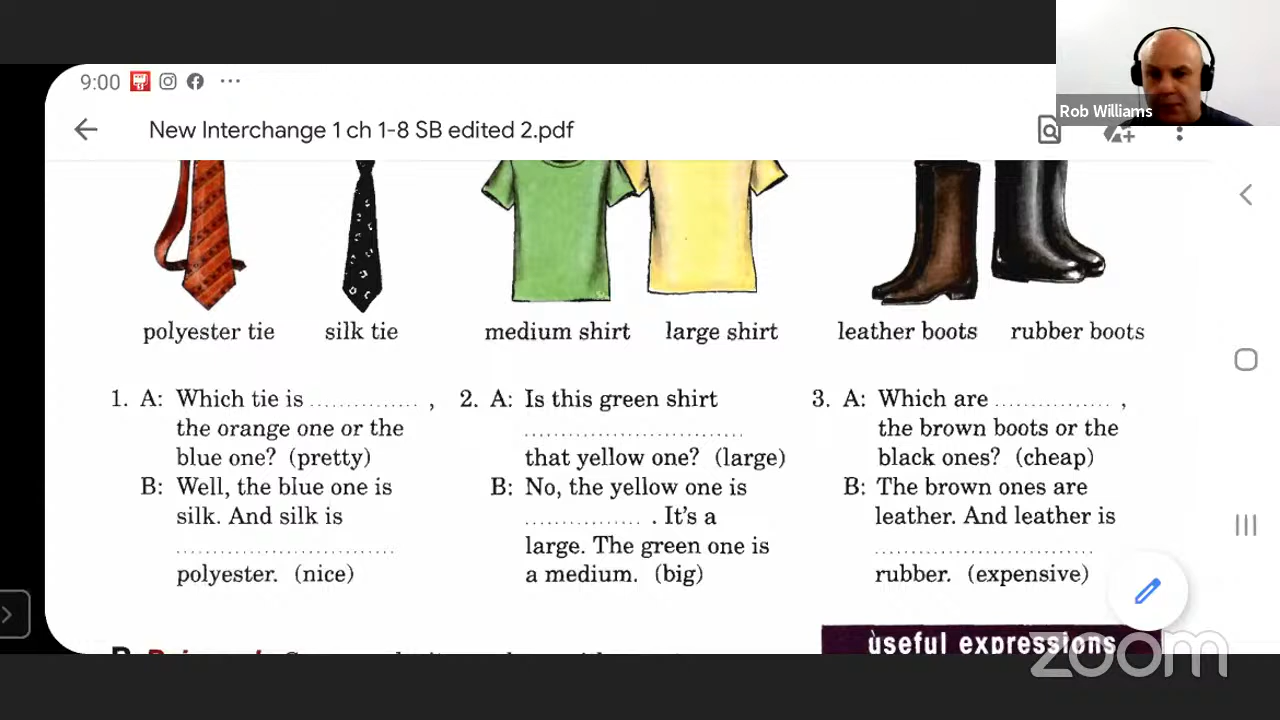 9:00
New Interchange 1 ch 1-8 SB edited 2.pdf
Rob Williams
polyester tie silk tie medium shirt large shirt leather boots rubber boots
1. A: Which tie is .............. ,
the orange one or the
blue one? (pretty)
B: Well, the blue one is
silk. And silk is
............................
polyester. (nice)
2. A: Is this green shirt
............................
that yellow one? (large)
B: No, the yellow one is
............... . It's a
large. The green one is
a medium. (big)
3. A: Which are ............... ,
the brown boots or the
black ones? (cheap)
B: The brown ones are
leather. And leather is
............................
rubber. (expensive)
useful expressions
zoom